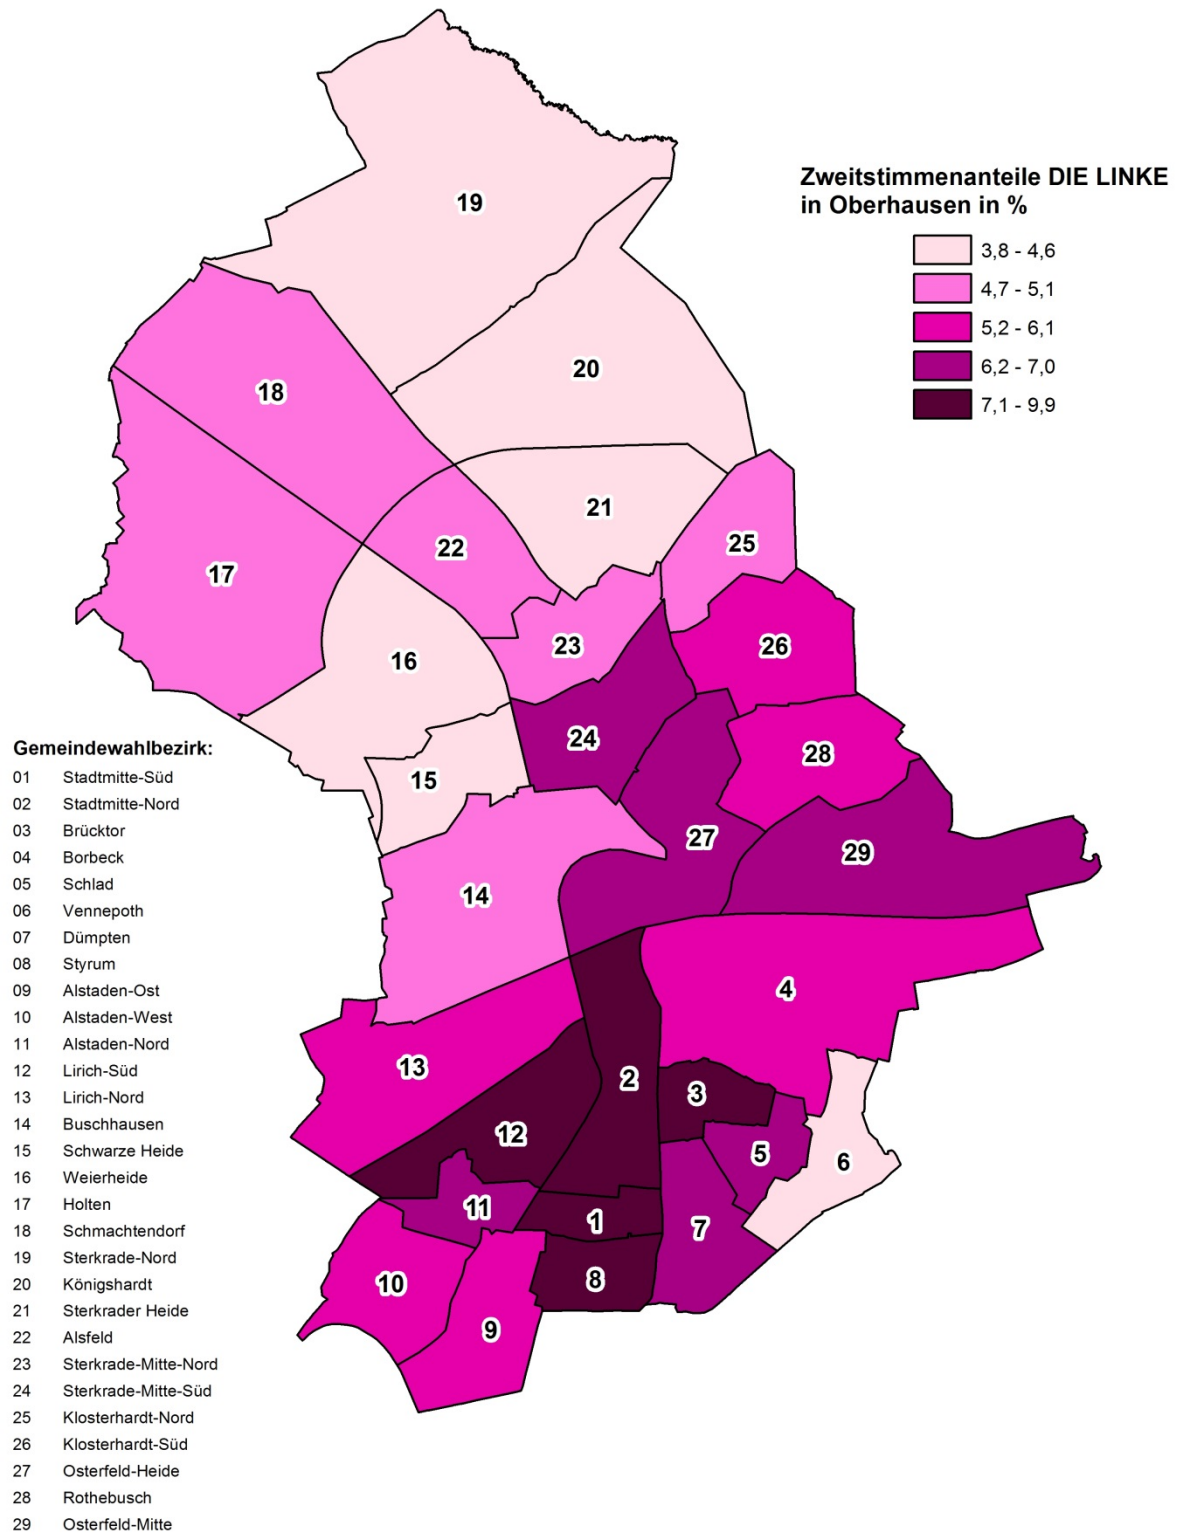 Zweitstimmenanteile DIE LINKE
in Oberhausen in %
3,8 - 4,6
4,7 - 5,1
5,2 - 6,1
6,2 - 7,0
7,1 - 9,9
19
20
18
21
25
22
17
23
26
16
24
28
15
27
29
14
4
13
2
3
12
5
6
11
1
7
8
10
9
Gemeindewahlbezirk:
01 Stadtmitte-Süd
02 Stadtmitte-Nord
03 Brücktor
04 Borbeck
05 Schlad
06 Vennepoth
07 Dümpten
08 Styrum
09 Alstaden-Ost
10 Alstaden-West
11 Alstaden-Nord
12 Lirich-Süd
13 Lirich-Nord
14 Buschhausen
15 Schwarze Heide
16 Weierheide
17 Holten
18 Schmachtendorf
19 Sterkrade-Nord
20 Königshardt
21 Sterkrader Heide
22 Alsfeld
23 Sterkrade-Mitte-Nord
24 Sterkrade-Mitte-Süd
25 Klosterhardt-Nord
26 Klosterhardt-Süd
27 Osterfeld-Heide
28 Rothebusch
29 Osterfeld-Mitte